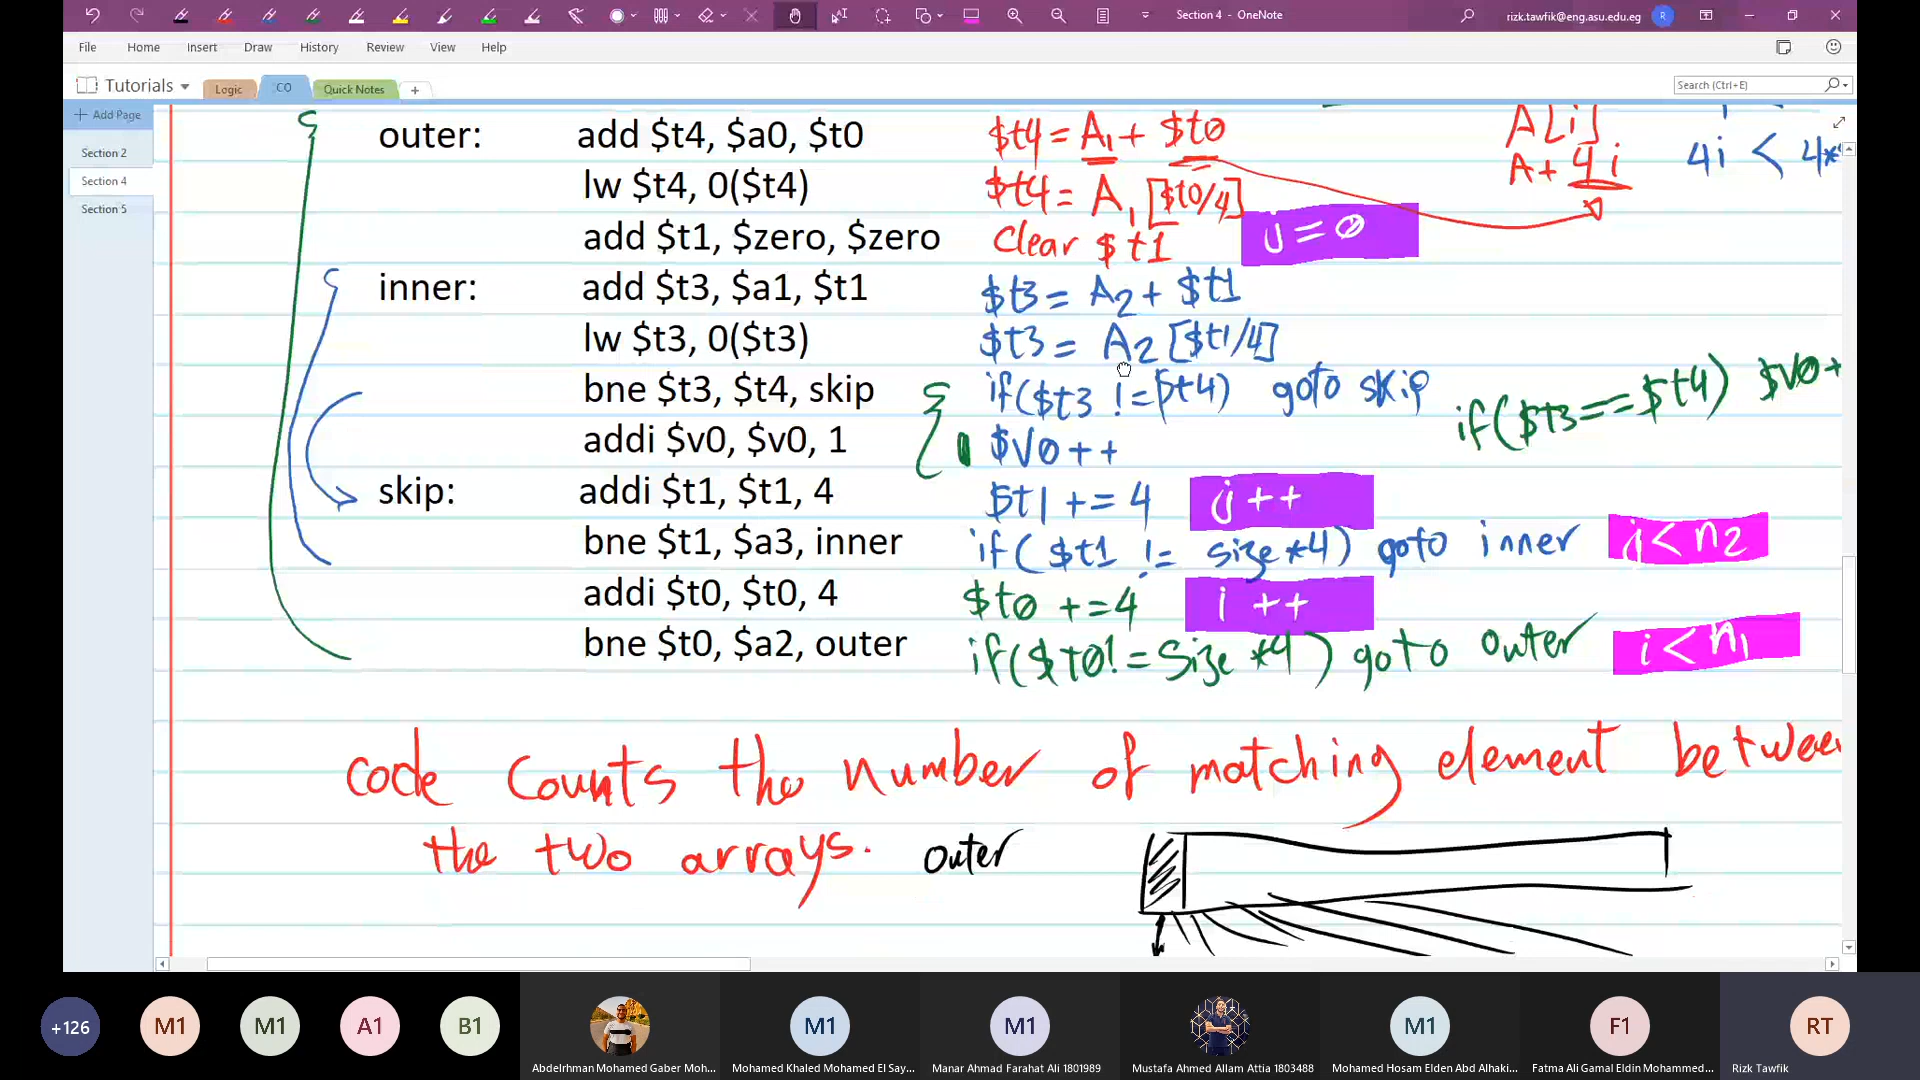 Section 4 - OneNote
rizk.tawfik@eng.asu.edu.eg
R
File Home Insert Draw History Review View Help
Tutorials
Logic
CO
Quick Notes
Search (Ctrl+E)
Add Page
Section 2
Section 4
Section 5
outer: add $t4, $a0, $t0
$t4 = A1 + $t0
A[i]
A + 4i
4i < 4*
lw $t4, 0($t4)
$t4 = A1 [$t0/4]
add $t1, $zero, $zero
Clear $t1
j = 0
inner: add $t3, $a1, $t1
$t3 = A2 + $t1
lw $t3, 0($t3)
$t3 = A2 [$t1/4]
bne $t3, $t4, skip
if($t3 != $t4) goto skip
if($t3 == $t4) $v0+
addi $v0, $v0, 1
$v0++
skip: addi $t1, $t1, 4
$t1 += 4
j++
bne $t1, $a3, inner
if($t1 != size*4) goto inner
j < n2
addi $t0, $t0, 4
$t0 += 4
i++
bne $t0, $a2, outer
if($t0 != Size*4) goto outer
i < n1
code counts the number of matching element between
the two arrays.
outer
+126
M1
M1
A1
B1
M1
M1
M1
F1
RT
Abdelrhman Mohamed Gaber Moh...
Mohamed Khaled Mohamed El Say...
Manar Ahmad Farahat Ali 1801989
Mustafa Ahmed Allam Attia 1803488
Mohamed Hosam Elden Abd Alhaki...
Fatma Ali Gamal Eldin Mohammed...
Rizk Tawfik